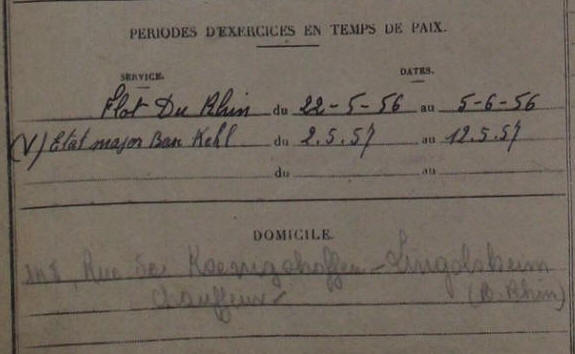 PERIODES D'EXERCICES EN TEMPS DE PAIX.
SERVICE. DATES.
Flot Du Rhin du 22-5-56 au 5-6-56
(V) Etat major Ban Kehl du 2.5.57 au 12.5.57
du au
DOMICILE.
Rue de Koenigshoffen - Lingolsheim
Chauffeur - (B. Rhin)